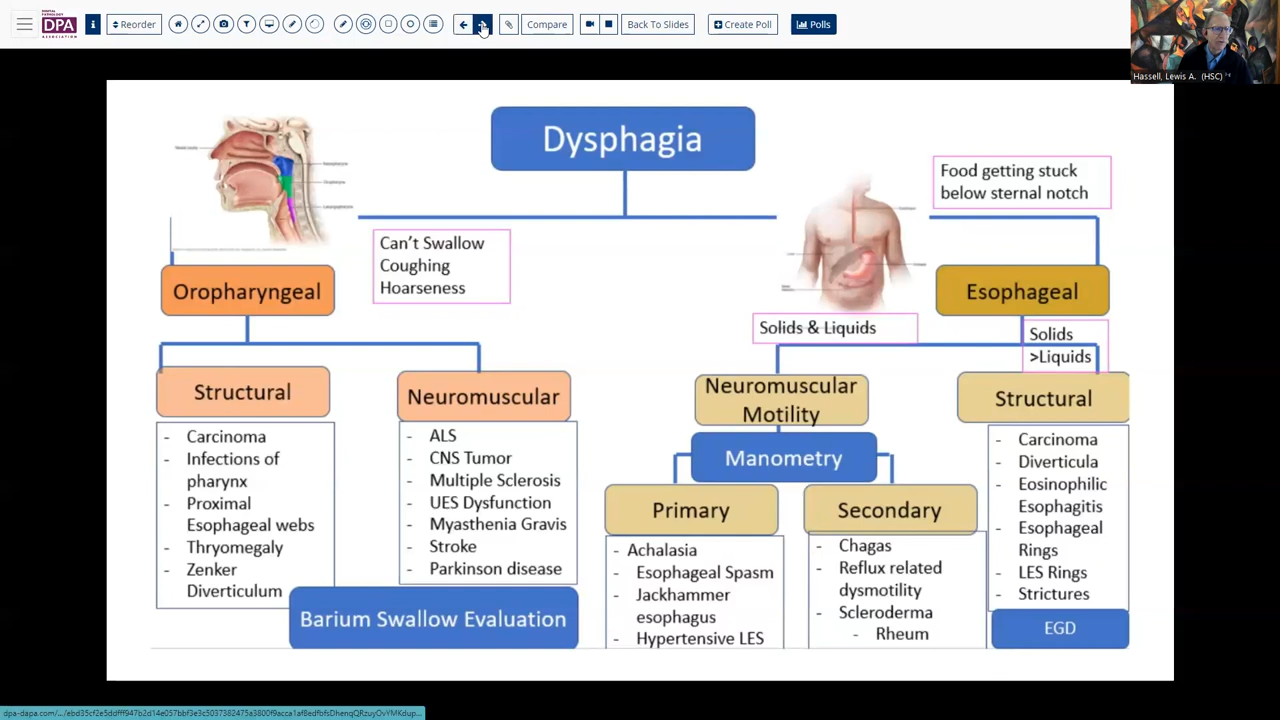 DIGITAL PATHOLOGY
DPA
ASSOCIATION
Reorder
Compare
Back To Slides
Create Poll
Polls
Hassell, Lewis A. (HSC)
Dysphagia
Food getting stuck
below sternal notch
Can't Swallow
Coughing
Hoarseness
Oropharyngeal
Esophageal
Solids & Liquids
Solids
>Liquids
Structural
Neuromuscular
Neuromuscular
Motility
Structural
- Carcinoma
- Infections of
pharynx
- Proximal
Esophageal webs
- Thryomegaly
- Zenker
Diverticulum
- ALS
- CNS Tumor
- Multiple Sclerosis
- UES Dysfunction
- Myasthenia Gravis
- Stroke
- Parkinson disease
Barium Swallow Evaluation
Manometry
Primary
Secondary
- Achalasia
- Esophageal Spasm
- Jackhammer
esophagus
- Hypertensive LES
- Chagas
- Reflux related
dysmotility
- Scleroderma
- Rheum
- Carcinoma
- Diverticula
- Eosinophilic
Esophagitis
- Esophageal
Rings
- LES Rings
- Strictures
EGD